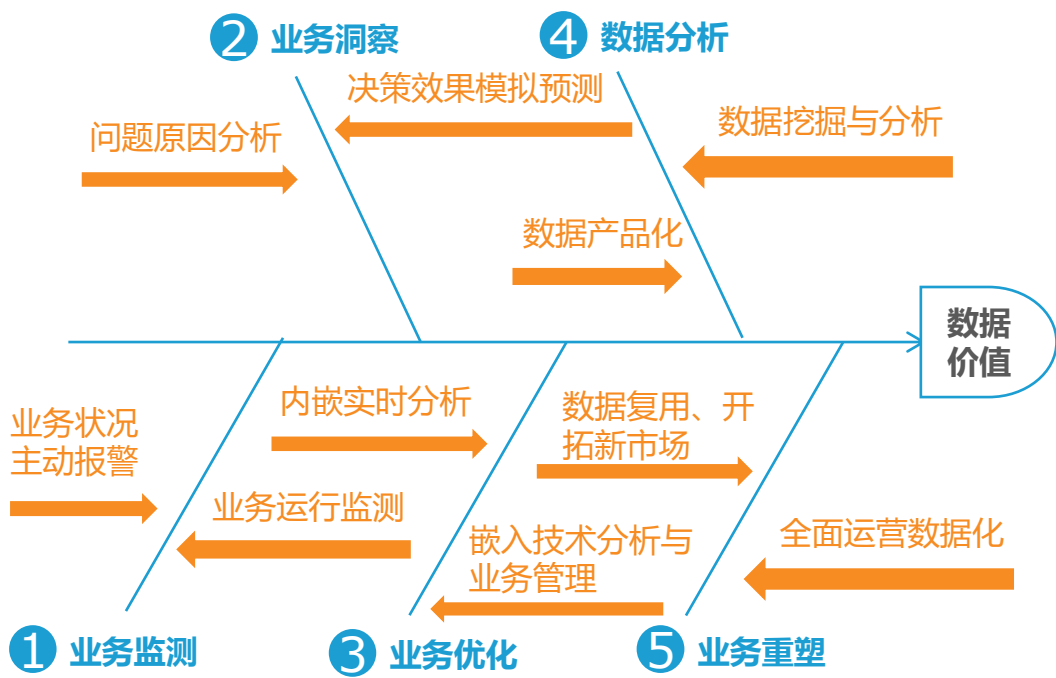 2 业务洞察
4 数据分析
决策效果模拟预测
问题原因分析
数据挖掘与分析
数据产品化
数据
价值
内嵌实时分析
数据复用、开
拓新市场
业务状况
主动报警
业务运行监测
嵌入技术分析与
业务管理
全面运营数据化
1 业务监测
3 业务优化
5 业务重塑